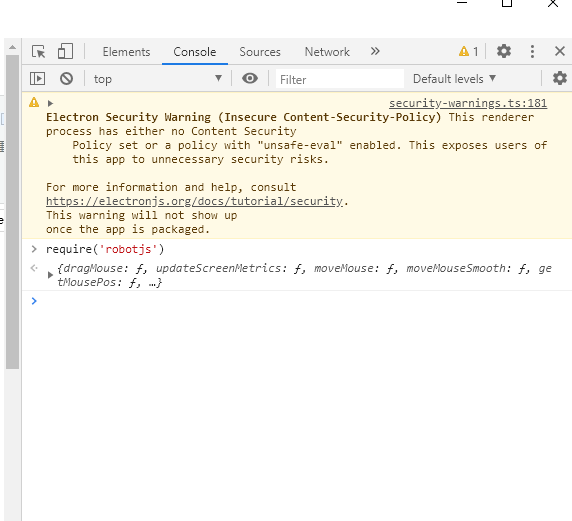 Elements Console Sources Network » 1
top Filter Default levels
security-warnings.ts:181
Electron Security Warning (Insecure Content-Security-Policy) This renderer
process has either no Content Security
Policy set or a policy with "unsafe-eval" enabled. This exposes users of
this app to unnecessary security risks.
For more information and help, consult
https://electronjs.org/docs/tutorial/security.
This warning will not show up
once the app is packaged.
> require('robotjs')
{dragMouse: ƒ, updateScreenMetrics: ƒ, moveMouse: ƒ, moveMouseSmooth: ƒ, ge
tMousePos: ƒ, …}
>